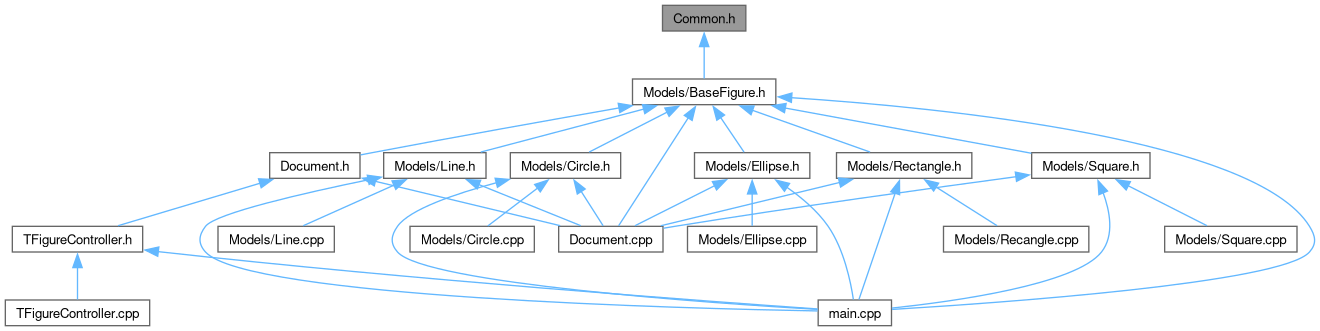 Common.h
Models/BaseFigure.h
Document.h
Models/Line.h
Models/Circle.h
Models/Ellipse.h
Models/Rectangle.h
Models/Square.h
TFigureController.h
Models/Line.cpp
Models/Circle.cpp
Document.cpp
Models/Ellipse.cpp
Models/Recangle.cpp
Models/Square.cpp
TFigureController.cpp
main.cpp